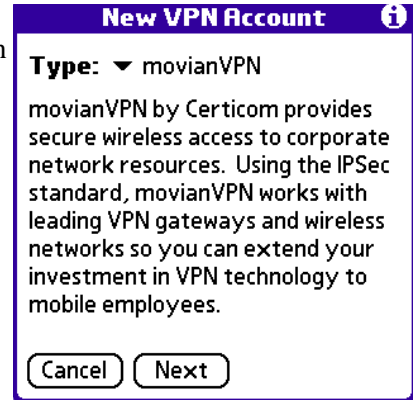 New VPN Account i
n
Type: movianVPN
movianVPN by Certicom provides
secure wireless access to corporate
network resources. Using the IPSec
standard, movianVPN works with
leading VPN gateways and wireless
networks so you can extend your
investment in VPN technology to
mobile employees.
Cancel Next